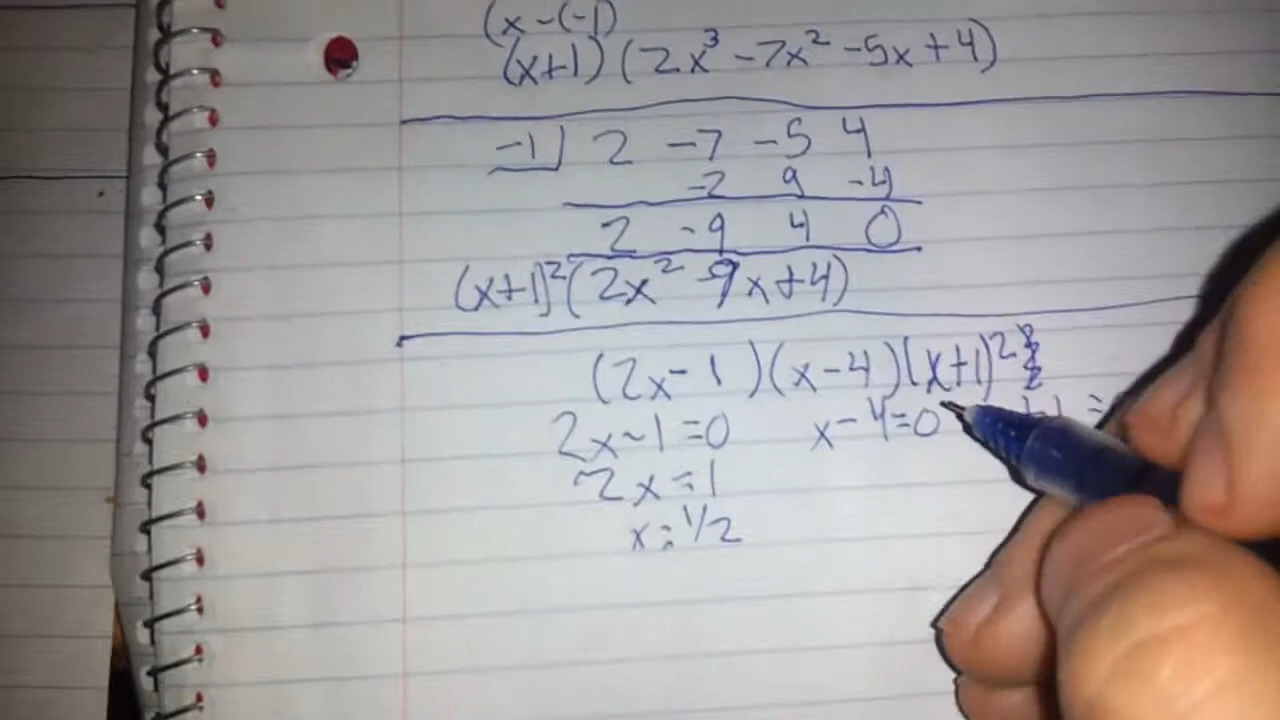 (x-(-1)
(x+1)(2x³-7x²-5x+4)
-1 2 -7 -5 4
-2 9 -4
2 -9 4 0
(x+1)²(2x²-9x+4)
(2x-1)(x-4)(x+1)²
2x-1=0 x-4=0 +1=
2x=1
x=1/2